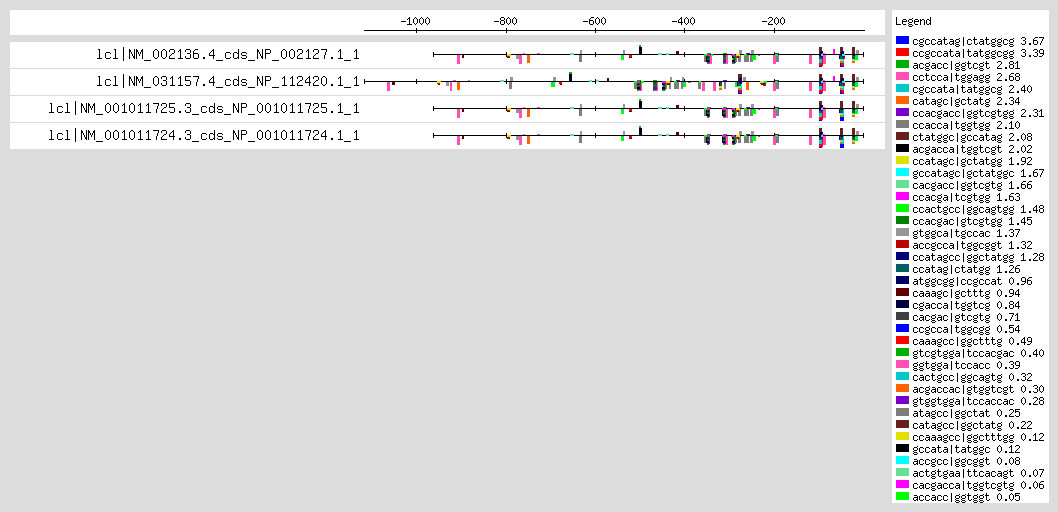 -1000 -800 -600 -400 -200
lcl|NM_002136.4_cds_NP_002127.1_1
lcl|NM_031157.4_cds_NP_112420.1_1
lcl|NM_001011725.3_cds_NP_001011725.1_1
lcl|NM_001011724.3_cds_NP_001011724.1_1
Legend
cgccatag|ctatggcg 3.67
ccgccata|tatggcgg 3.39
acgacc|ggtcgt 2.81
cctcca|tggagg 2.68
cgccata|tatggcg 2.40
catagc|gctatg 2.34
ccacgacc|ggtcgtgg 2.31
ccacca|tggtgg 2.10
ctatggc|gccatag 2.08
acgacca|tggtcgt 2.02
ccatagc|gctatgg 1.92
gccatagc|gctatggc 1.67
cacgacc|ggtcgtg 1.66
ccacga|tcgtgg 1.63
ccactgcc|ggcagtgg 1.48
ccacgac|gtcgtgg 1.45
gtggca|tgccac 1.37
accgcca|tggcggt 1.32
ccatagcc|ggctatgg 1.28
ccatag|ctatgg 1.26
atggcgg|ccgccat 0.96
caaagc|gctttg 0.94
cgacca|tggtcg 0.84
cacgac|gtcgtg 0.71
ccgcca|tggcgg 0.54
caaagcc|ggctttg 0.49
gtcgtgga|tccacgac 0.40
ggtgga|tccacc 0.39
cactgcc|ggcagtg 0.32
acgaccac|gtggtcgt 0.30
gtggtgga|tccaccac 0.28
atagcc|ggctat 0.25
catagcc|ggctatg 0.22
ccaaagcc|ggctttgg 0.12
gccata|tatggc 0.12
accgcc|ggcggt 0.08
actgtgaa|ttcacagt 0.07
cacgacca|tggtcgtg 0.06
accacc|ggtggt 0.05